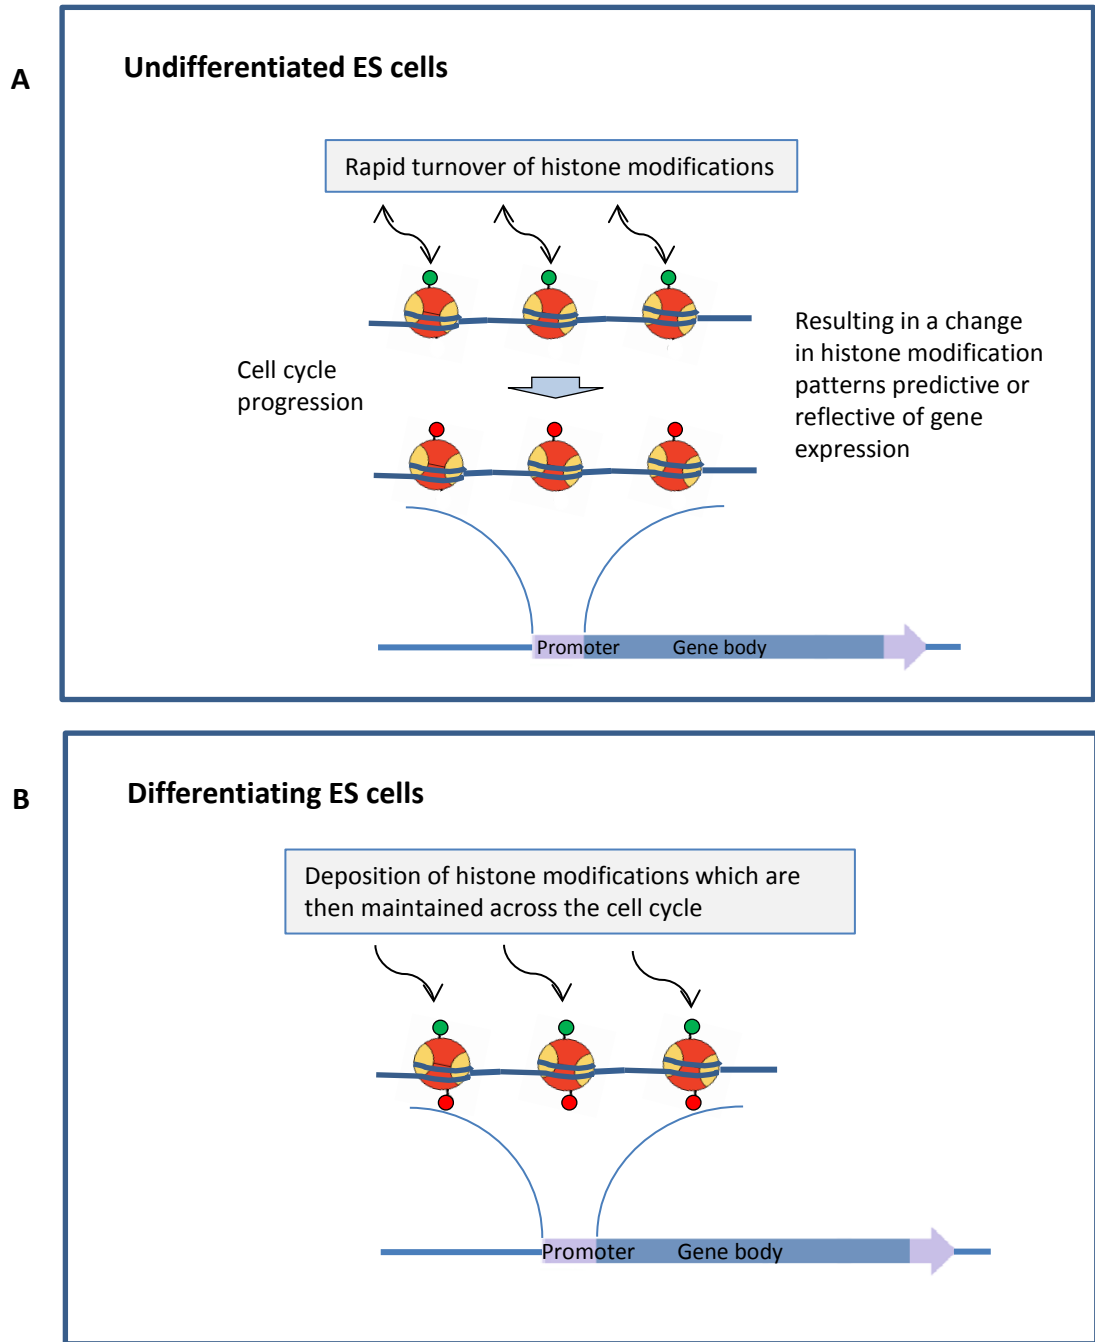 A
Undifferentiated ES cells
Rapid turnover of histone modifications
Cell cycle
progression
Resulting in a change
in histone modification
patterns predictive or
reflective of gene
expression
Promoter
Gene body
B
Differentiating ES cells
Deposition of histone modifications which are
then maintained across the cell cycle
Promoter
Gene body